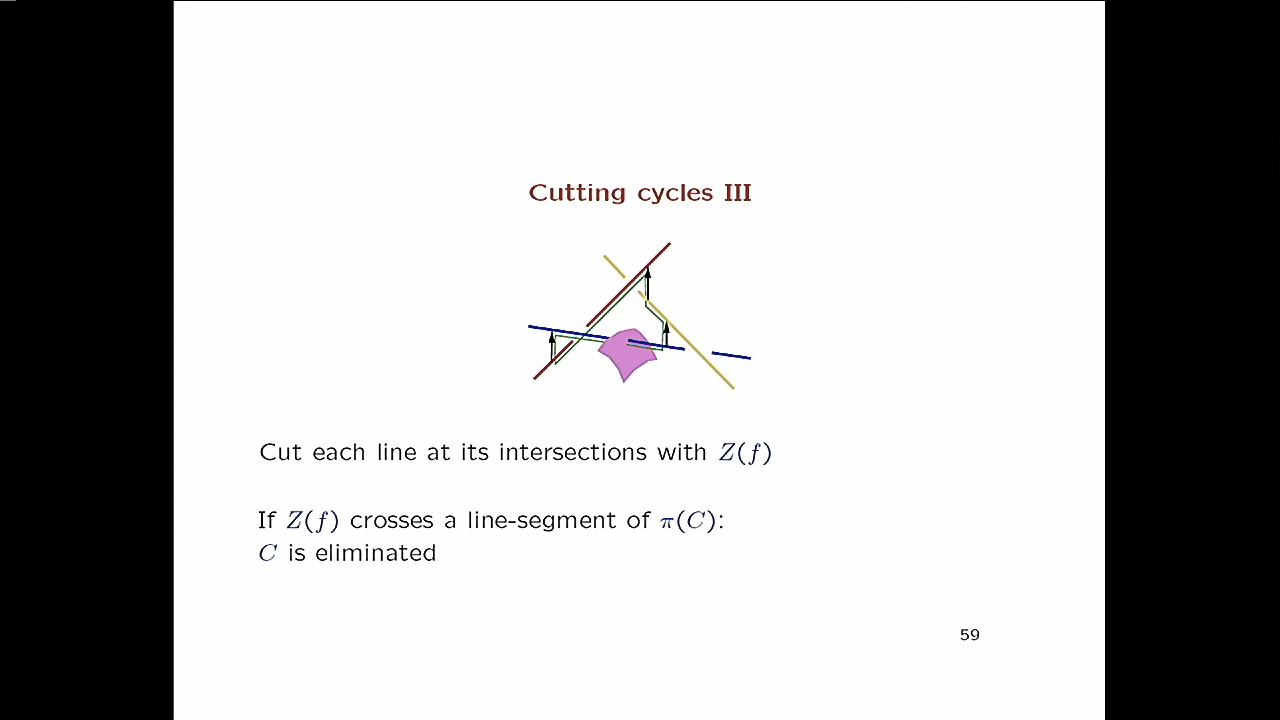 Cutting cycles III
Cut each line at its intersections with Z(f)
If Z(f) crosses a line-segment of π(C):
C is eliminated
59